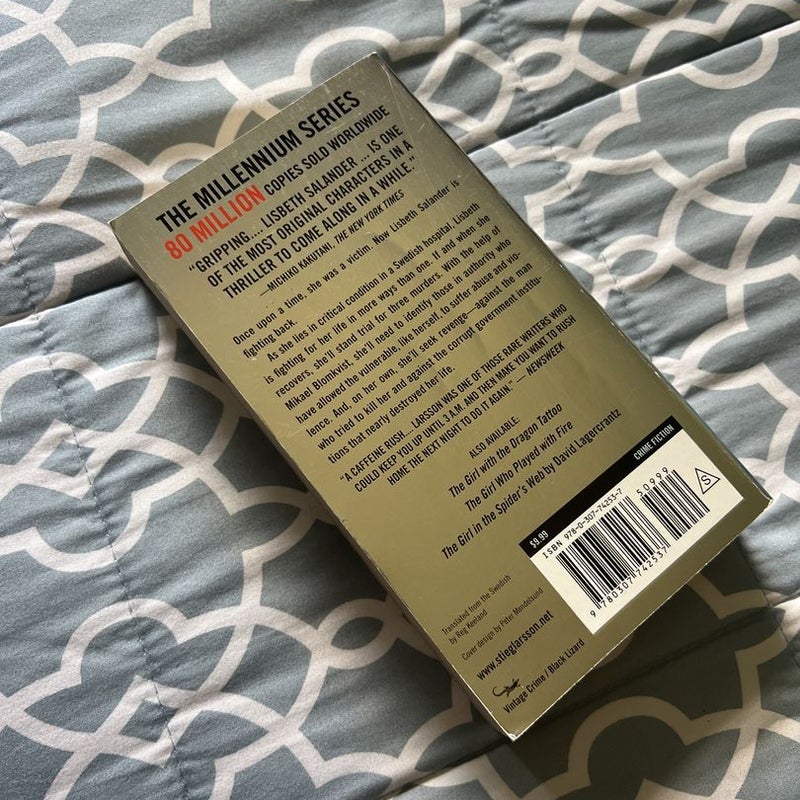 THE MILLENNIUM SERIES
80 MILLION COPIES SOLD WORLDWIDE
“GRIPPING.... LISBETH SALANDER ... IS ONE
OF THE MOST ORIGINAL CHARACTERS IN A
THRILLER TO COME ALONG IN A WHILE.”
—MICHIKO KAKUTANI, THE NEW YORK TIMES
Once upon a time, she was a victim. Now Lisbeth Salander is
fighting back.
As she lies in critical condition in a Swedish hospital, Lisbeth
is fighting for her life in more ways than one, if and when she
recovers, she’ll stand trial for three murders. With the help of
Mikael Blomkvist, she’ll need to identify those in authority who
have allowed the vulnerable, like herself, to suffer abuse and vio-
lence. And, on her own, she’ll seek revenge—against the man
who tried to kill her and against the corrupt government institu-
tions that nearly destroyed her life.
“A CAFFEINE RUSH.... LARSSON WAS ONE OF THOSE RARE WRITERS WHO
COULD KEEP YOU UP UNTIL 3 A.M. AND THEN MAKE YOU WANT TO RUSH
HOME THE NEXT NIGHT TO DO IT AGAIN.” —NEWSWEEK
ALSO AVAILABLE:
The Girl with the Dragon Tattoo
The Girl Who Played with Fire
The Girl in the Spider’s Web by David Lagercrantz
$9.99
CRIME FICTION
ISBN 978-0-307-74253-7
50999
S
9 780307 742537
Translated from the Swedish
by Reg Keeland
Cover design by Peter Mendelsund
www.stieglarsson.net
Vintage Crime / Black Lizard